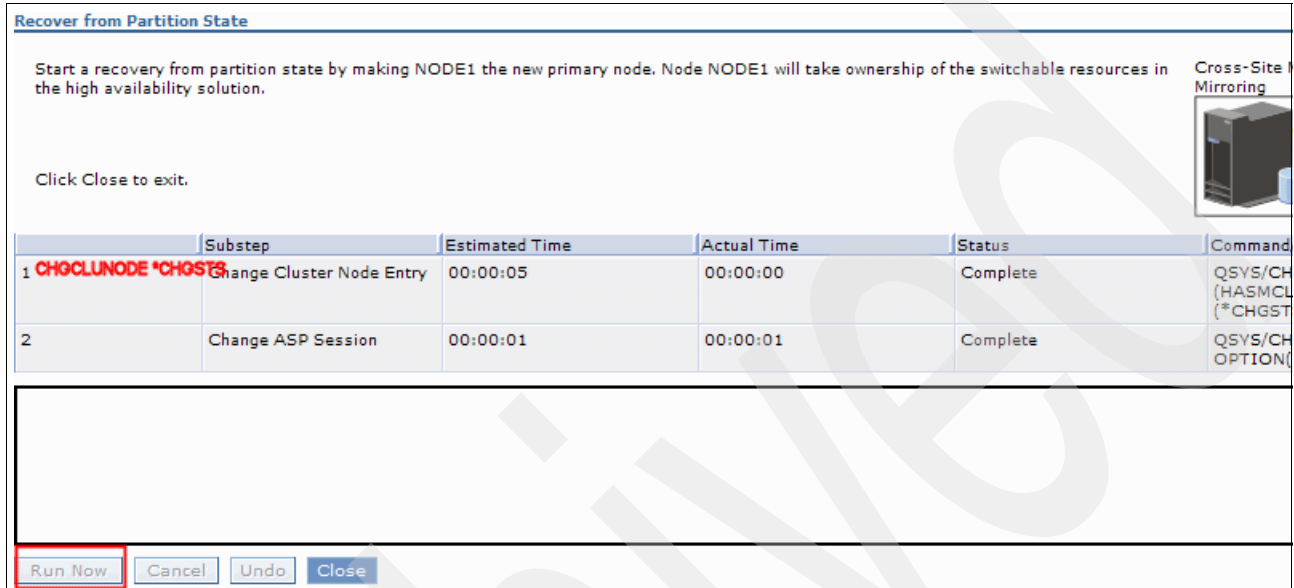 Recover from Partition State
Start a recovery from partition state by making NODE1 the new primary node. Node NODE1 will take ownership of the switchable resources in
the high availability solution.
Cross-Site
Mirroring
Click Close to exit.
Substep Estimated Time Actual Time Status Command
1 CHGCLUNODE *CHGSTS Change Cluster Node Entry 00:00:05 00:00:00 Complete QSYS/CH
(HASMCL
(*CHGST
2 Change ASP Session 00:00:01 00:00:01 Complete QSYS/CH
OPTION(
Run Now Cancel Undo Close